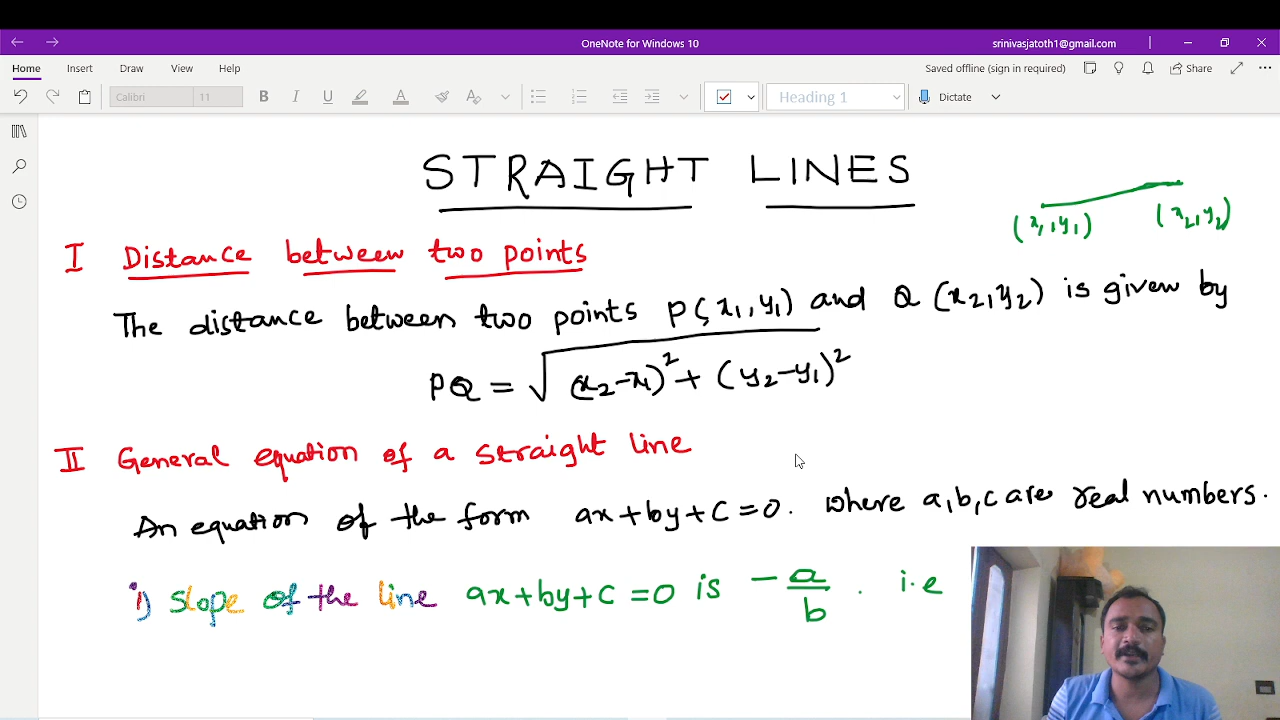 OneNote for Windows 10
srinivasjatoth1@gmail.com
Home Insert Draw View Help
Saved offline (sign in required) Share
Calibri 11 B I U A A Heading 1 Dictate
STRAIGHT LINES
(x₁,y₁) (x₂,y₂)
I Distance between two points
The distance between two points P(x₁,y₁) and Q(x₂,y₂) is given by
PQ = √((x₂-x₁)² + (y₂-y₁)²)
II General equation of a straight line
An equation of the form ax+by+c=0. where a,b,c are real numbers.
i) slope of the line ax+by+c=0 is -a/b. i.e